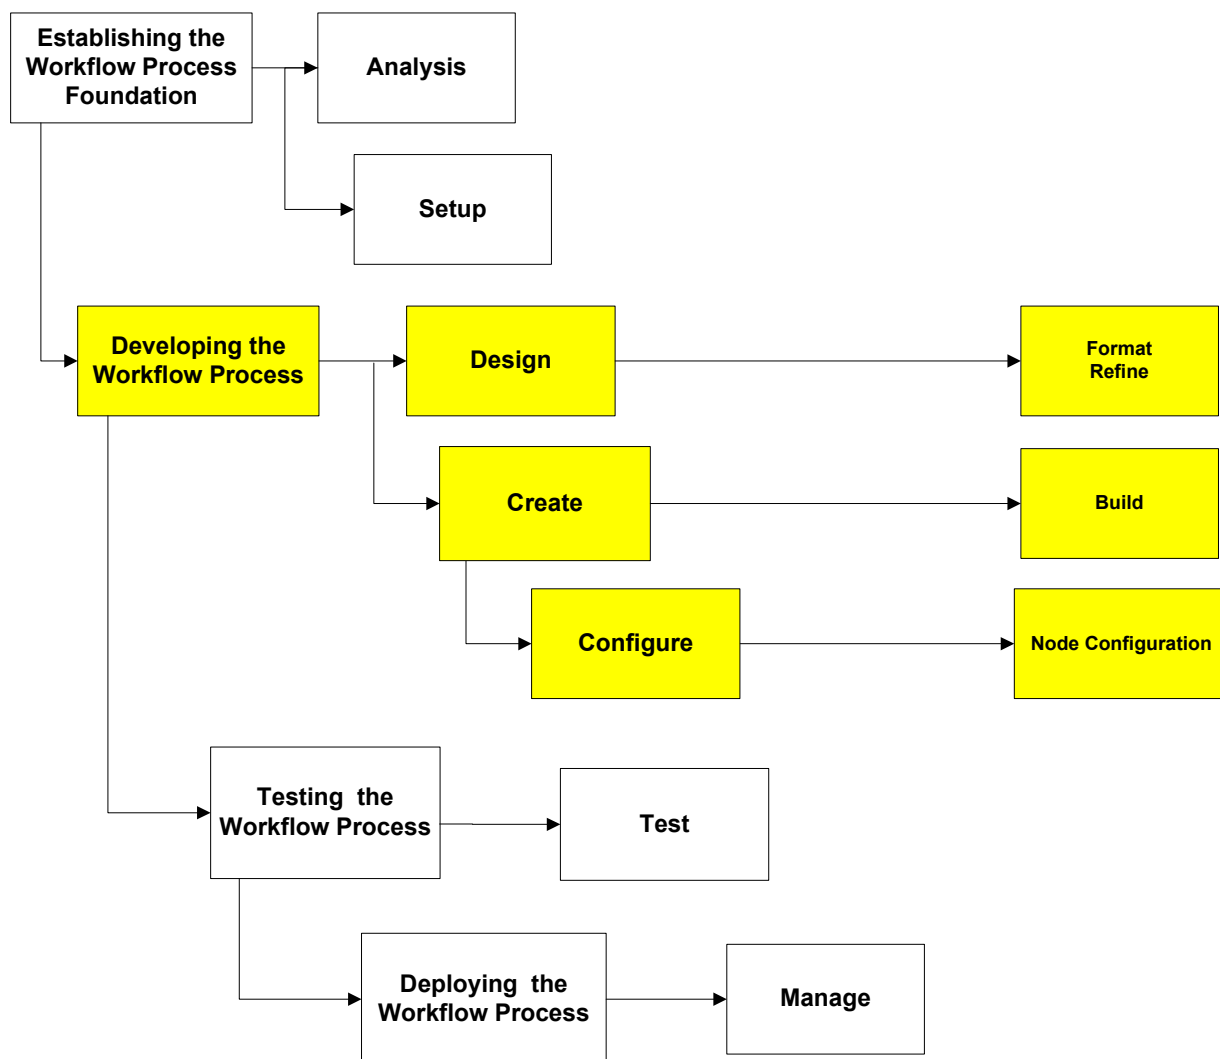 Establishing the
Workflow Process
Foundation
Analysis
Setup
Developing the
Workflow Process
Design
Format
Refine
Create
Build
Configure
Node Configuration
Testing  the
Workflow Process
Test
Deploying  the
Workflow Process
Manage